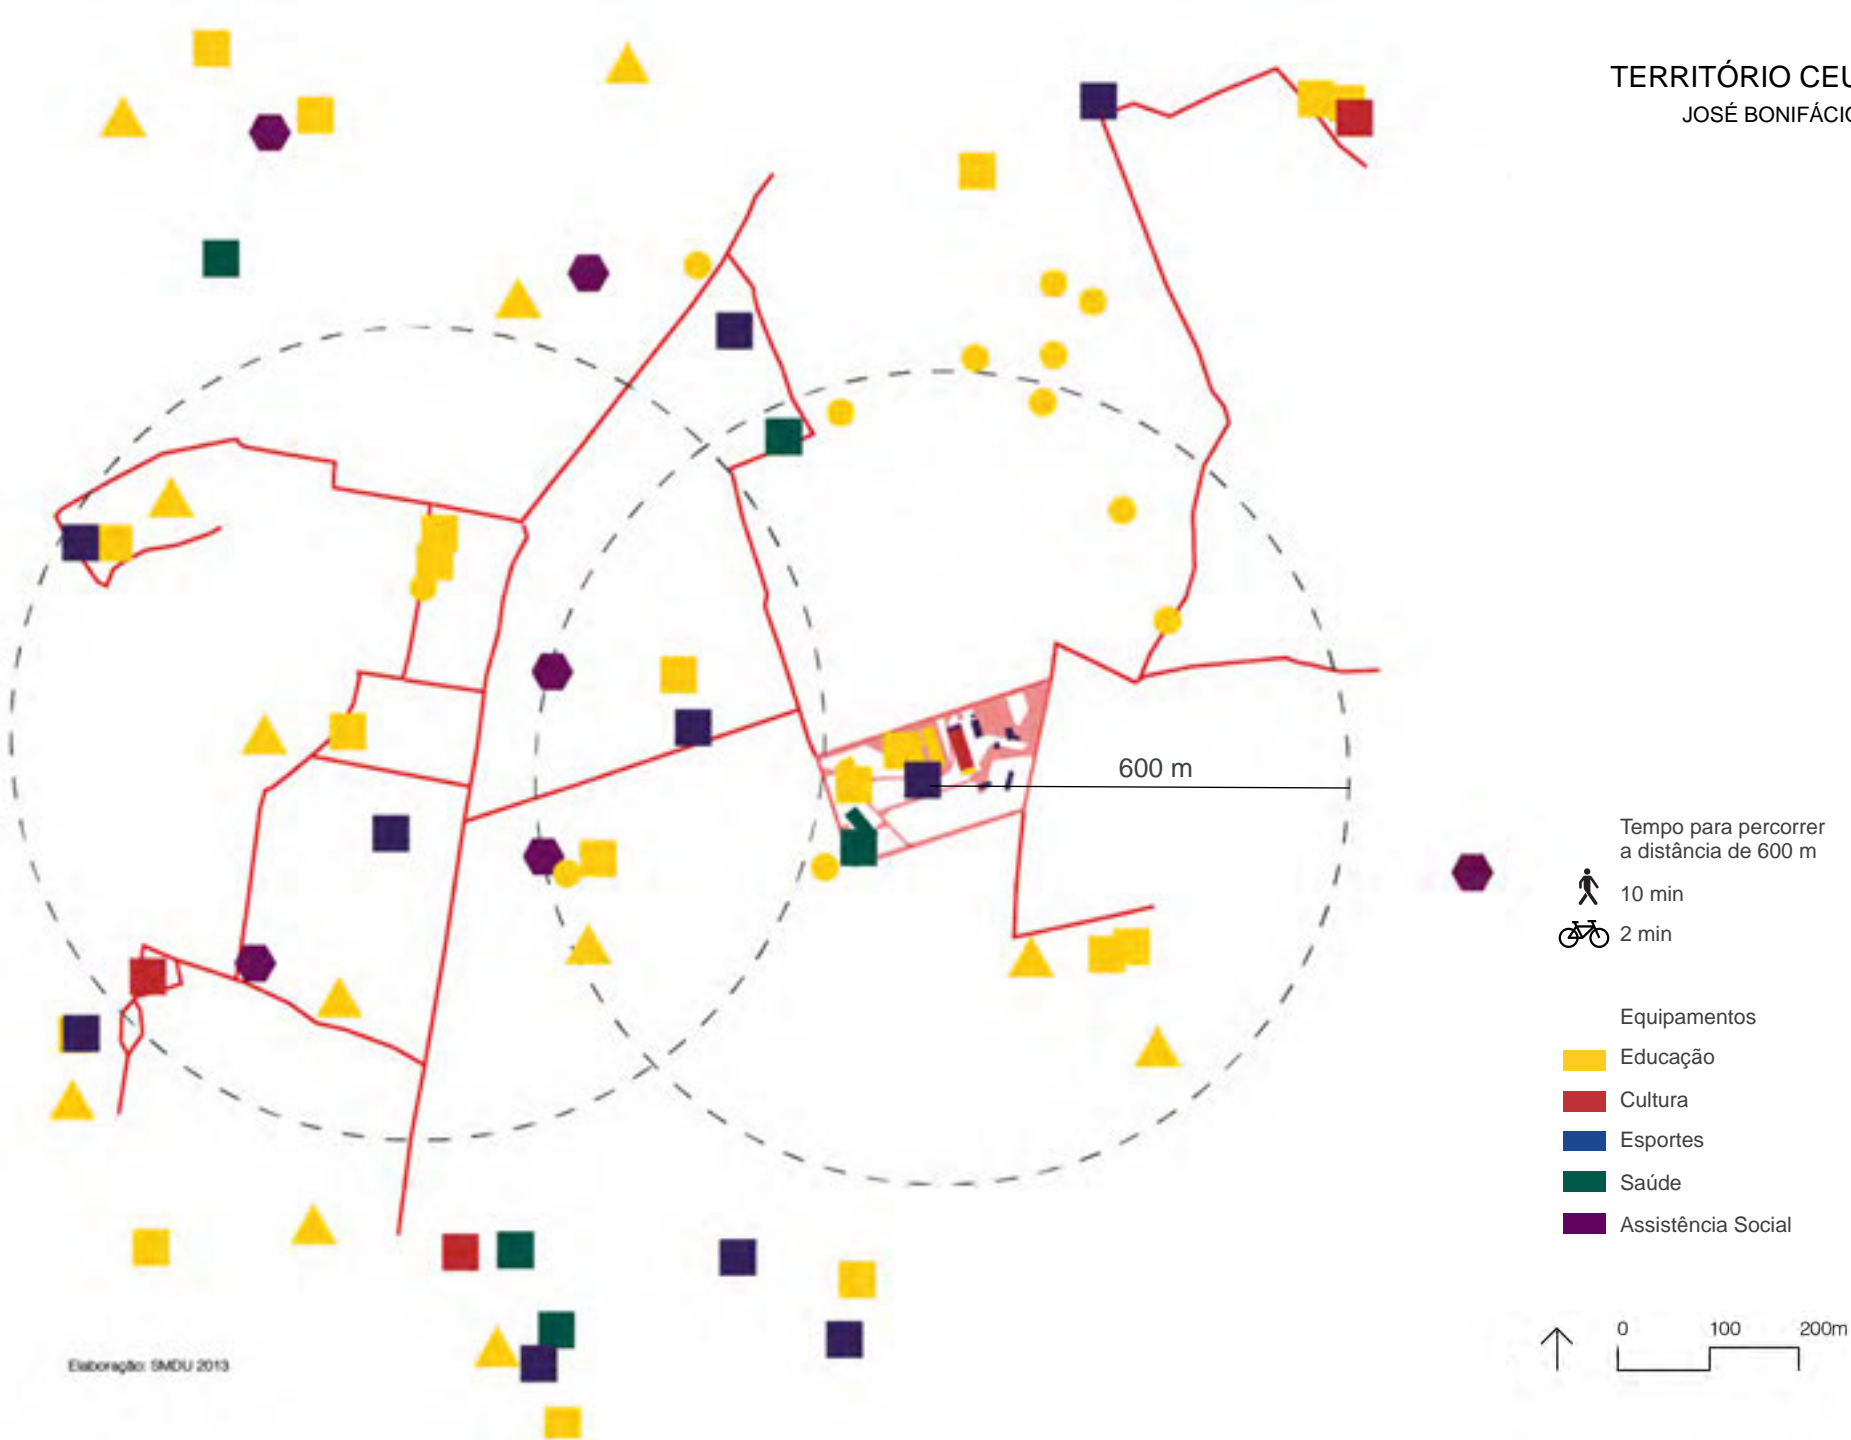 TERRITÓRIO CEU
JOSÉ BONIFÁCIO
600 m
Tempo para percorrer
a distância de 600 m
10 min
2 min
Equipamentos
Educação
Cultura
Esportes
Saúde
Assistência Social
0 100 200m
Elaboração: SMDU 2013